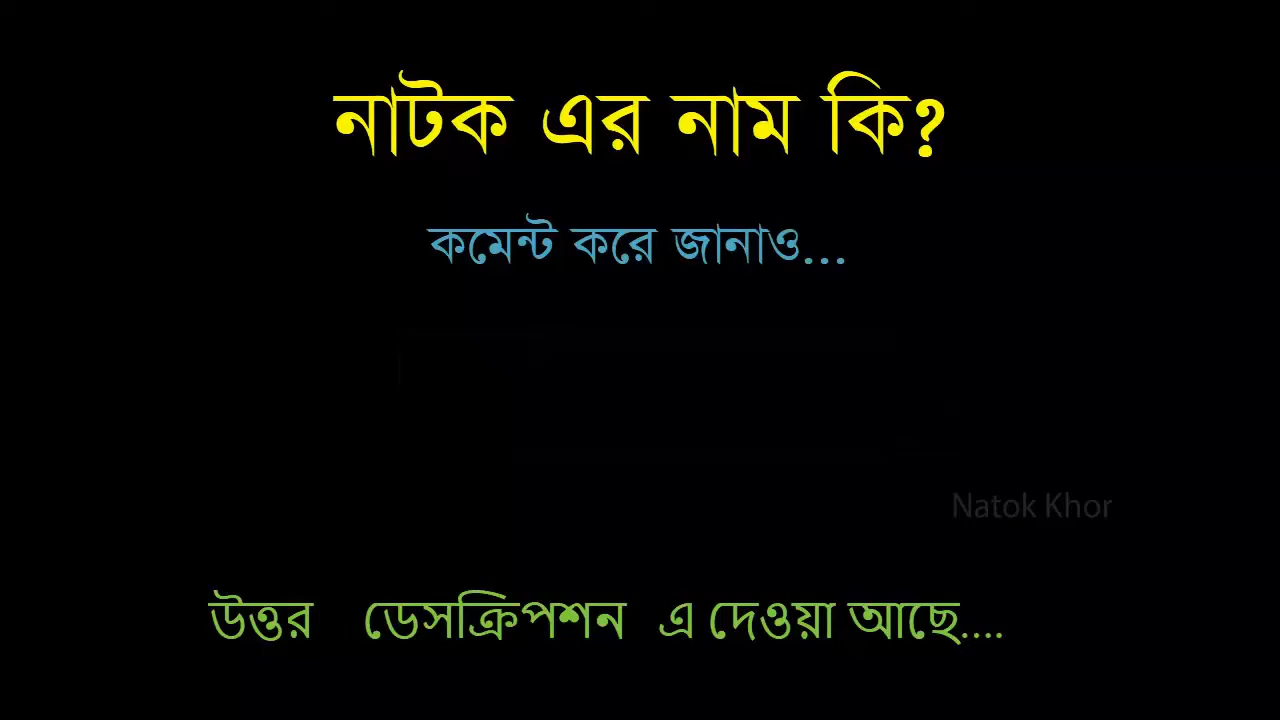 নাটক এর নাম কি?
কমেন্ট করে জানাও...
Natok Khor
উত্তর ডেসক্রিপশন এ দেওয়া আছে....